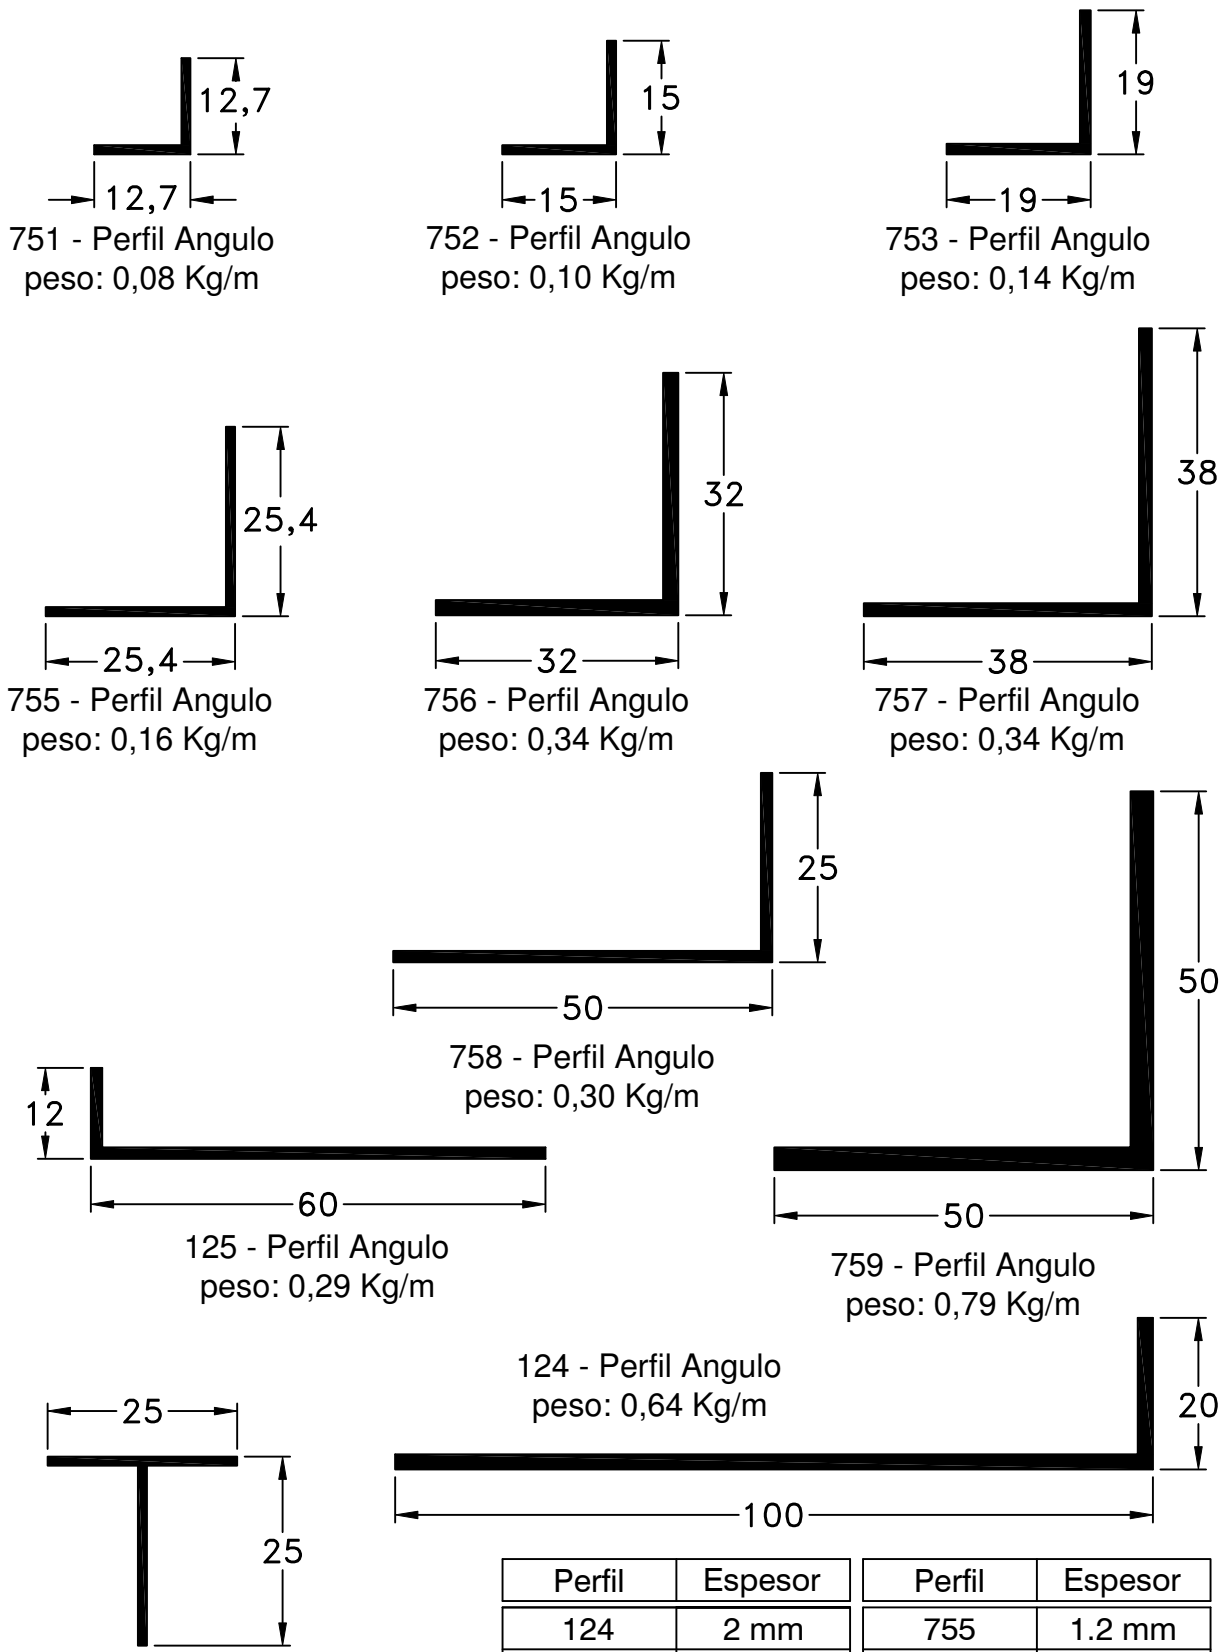 12,7
12,7
751 - Perfil Angulo
peso: 0,08 Kg/m
15
15
752 - Perfil Angulo
peso: 0,10 Kg/m
19
19
753 - Perfil Angulo
peso: 0,14 Kg/m
25,4
25,4
755 - Perfil Angulo
peso: 0,16 Kg/m
32
32
756 - Perfil Angulo
peso: 0,34 Kg/m
38
38
757 - Perfil Angulo
peso: 0,34 Kg/m
25
50
758 - Perfil Angulo
peso: 0,30 Kg/m
12
60
125 - Perfil Angulo
peso: 0,29 Kg/m
50
50
759 - Perfil Angulo
peso: 0,79 Kg/m
124 - Perfil Angulo
peso: 0,64 Kg/m
20
100
25
25
Perfil Espesor Perfil Espesor
124 2 mm 755 1.2 mm